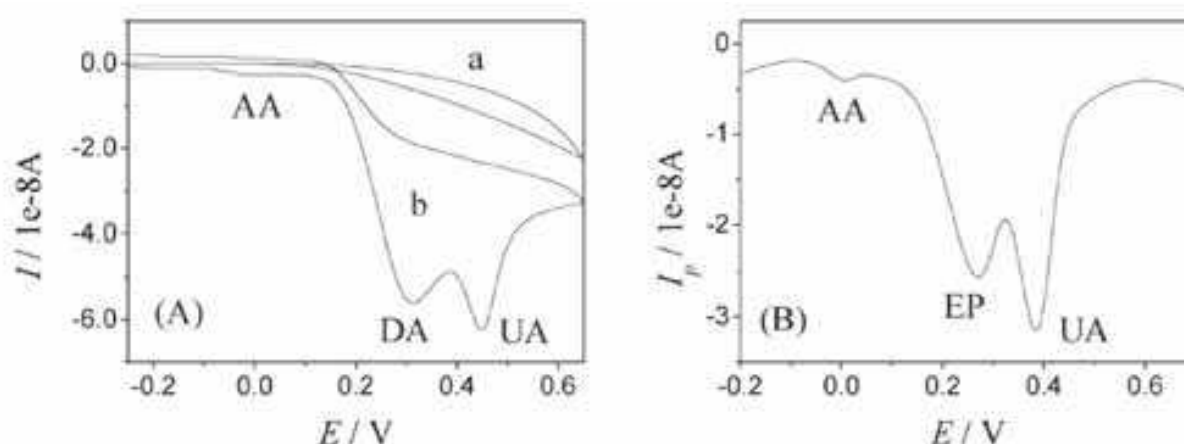 a
0.0
AA
-2.0
I / 1e-8A
b
-4.0
(A)
-6.0
DA
UA
-0.2 0.0 0.2 0.4 0.6
E / V
0
AA
-1
I_p / 1e-8A
-2
EP
(B)
-3
UA
-0.2 0.0 0.2 0.4 0.6
E / V